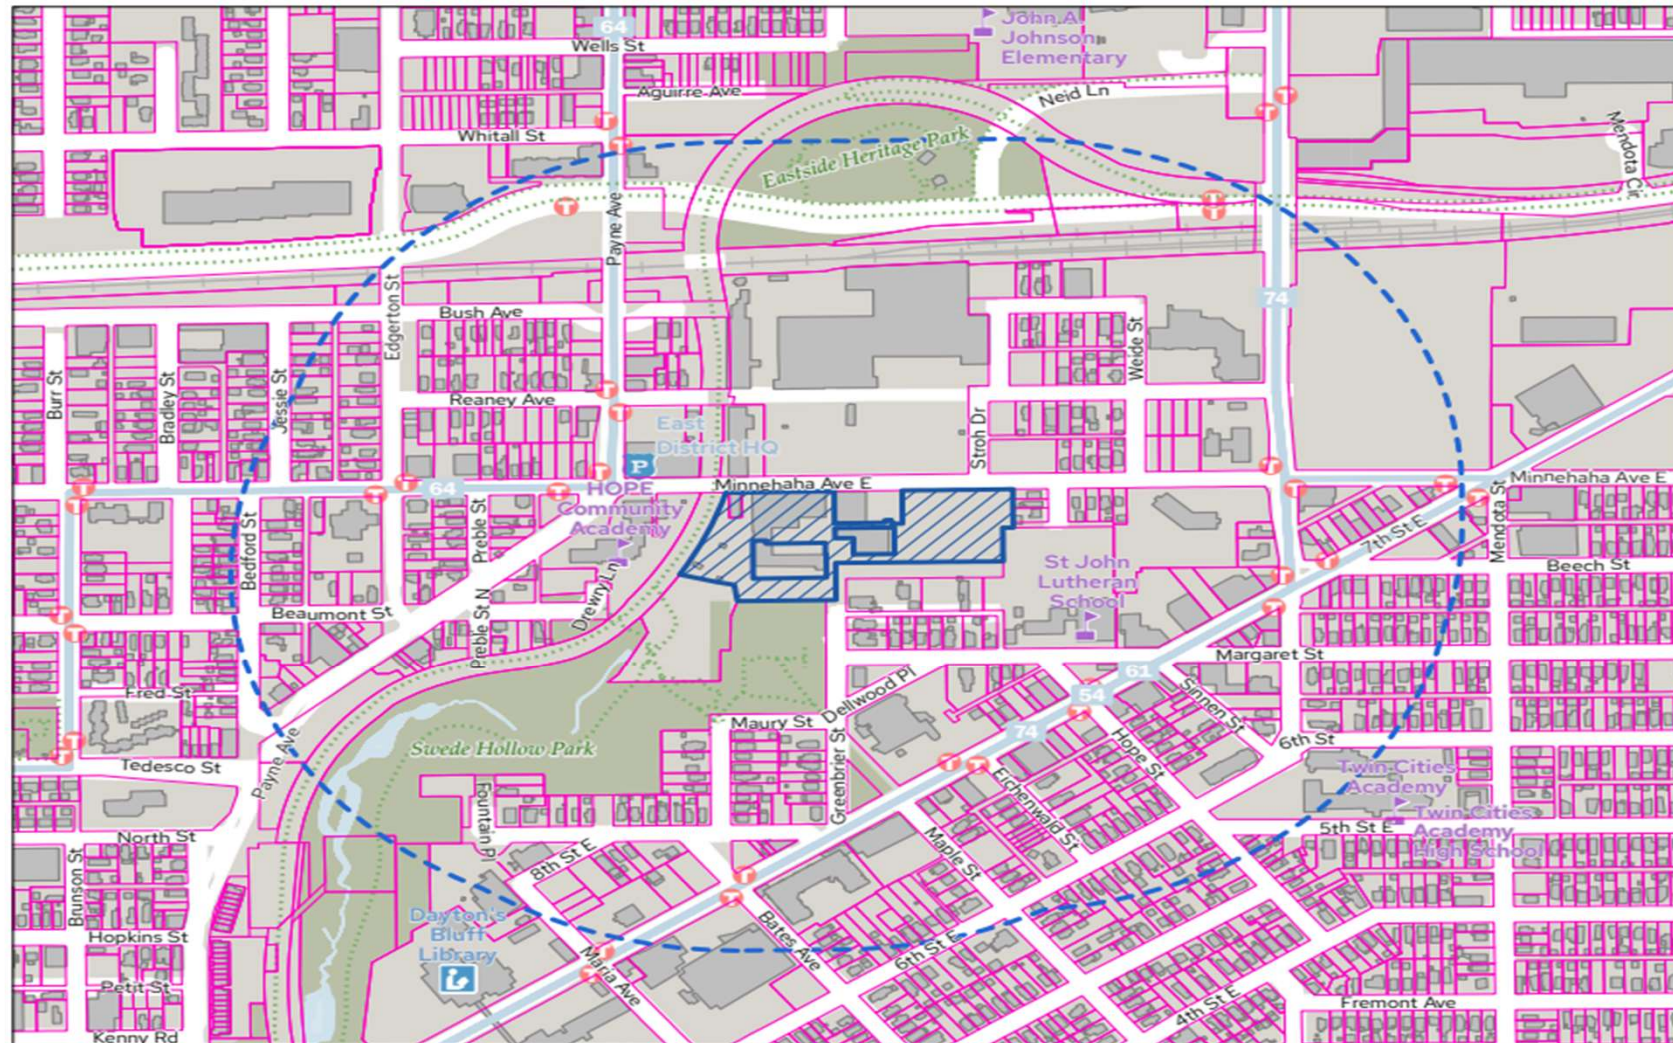 John A.
Johnson
Elementary
64
Wells St
Aguirre Ave
Neid Ln
Whitall St
Eastside Heritage Park
Mendota Cir
Payne Ave
Edgerton St
74
Bush Ave
Weide St
Burr St
Bradley St
Jessie St
Reaney Ave
East
District HQ
P
Stroh Dr
Minnehaha Ave E
Minnehaha Ave E
64
HOPE
Community
Academy
Preble St
Bedford St
Mendota St
7th St E
Beech St
St John
Lutheran
School
Drewry Ln
Beaumont St
Preble St N
Margaret St
61
54
74
Sinnen St
Fred St
Dellwood Pl
Maury St
Swede Hollow Park
Hope St
6th St
Tedesco St
Payne Ave
Greenbrier St
Eichenwald St
Twin Cities
Academy
Twin Cities
Academy
High School
5th St E
Fountain Pl
North St
Maple St
8th St E
Brunson St
Dayton's
Bluff
Library
Bates Ave
6th St E
Hopkins St
Maria Ave
Petit St
4th St E
Fremont Ave
Kenny Rd